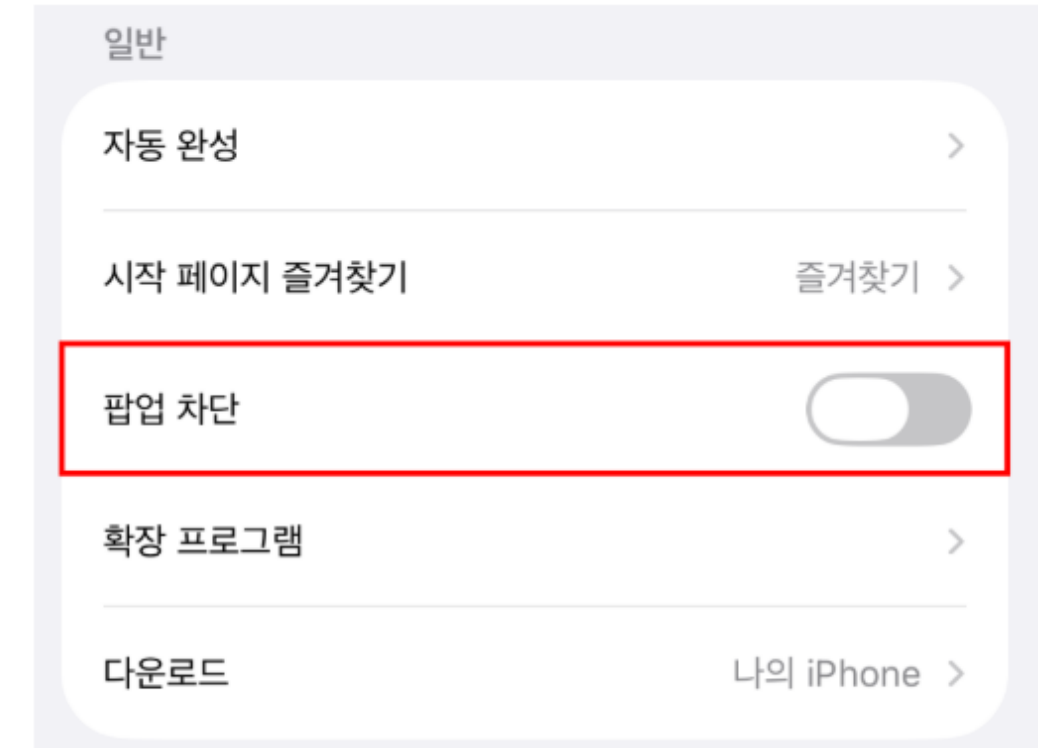 일반
자동 완성
시작 페이지 즐겨찾기 즐겨찾기
팝업 차단
확장 프로그램
다운로드 나의 iPhone